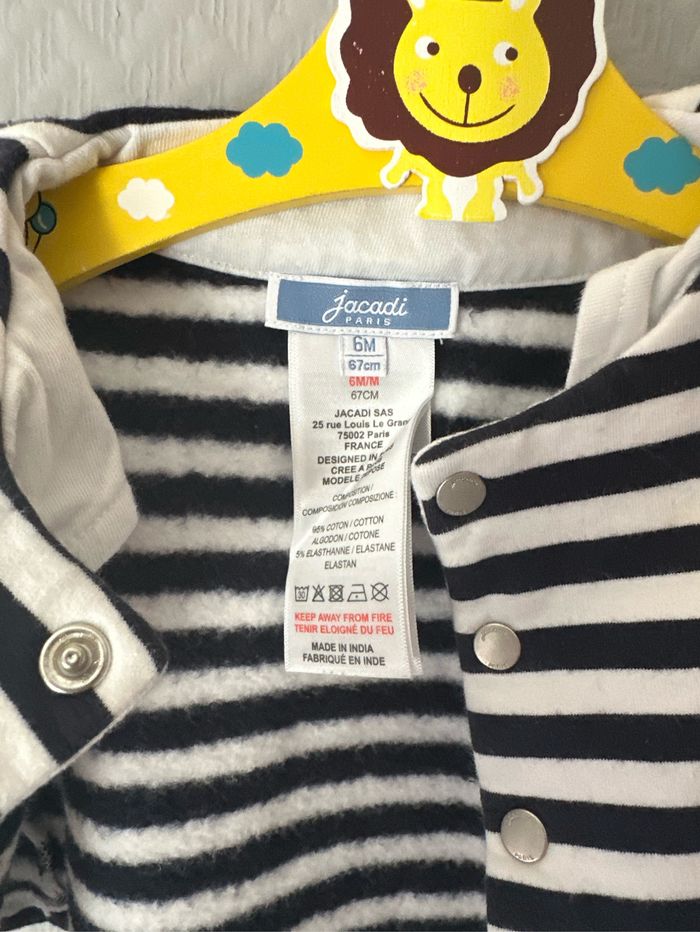 jacadi
PARIS
6M
67cm
6M/M
67CM
JACADI SAS
25 rue Louis Le
75002 Paris
FRANCE
DESIGNED IN
CREE A
MODELE
COMPOSITION /
COMPOSICION COMPOSIZIONE :
95% COTON / COTTON
ALGODON / COTONE
5% ELASTHANNE / ELASTANE
ELASTAN
30
KEEP AWAY FROM FIRE
TENIR ELOIGNÉ DU FEU
MADE IN INDIA
FABRIQUÉ EN INDE